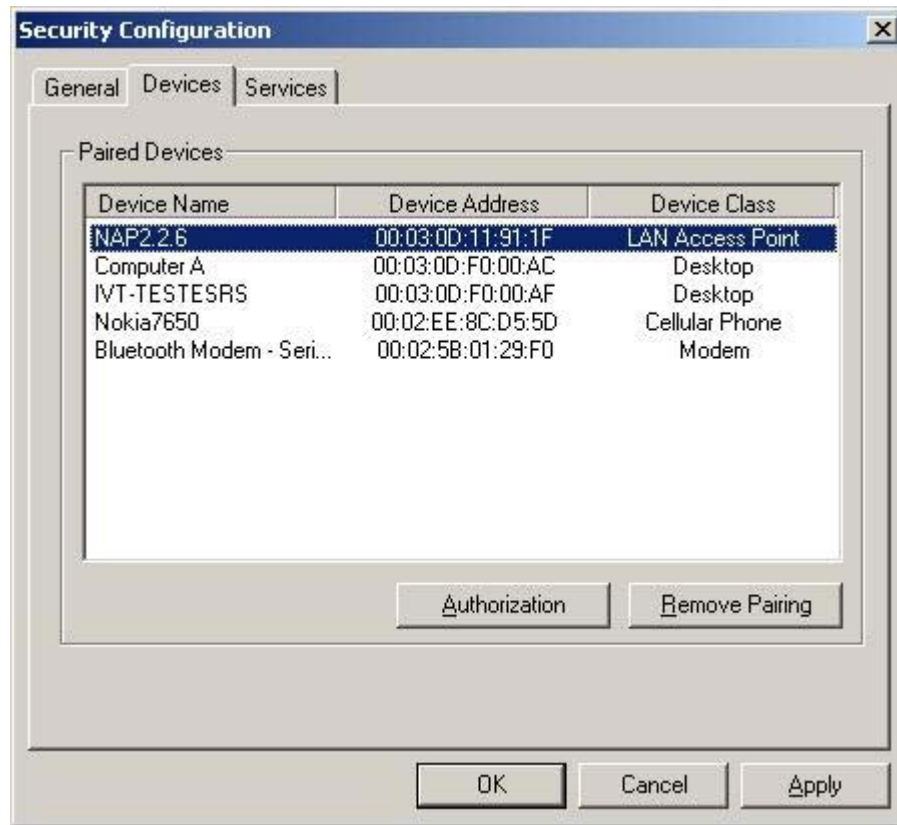 Security Configuration
General Devices Services
Paired Devices
Device Name Device Address Device Class
NAP2.2.6 00:03:0D:11:91:1F LAN Access Point
Computer A 00:03:0D:F0:00:AC Desktop
IVT-TESTESRS 00:03:0D:F0:00:AF Desktop
Nokia7650 00:02:EE:8C:D5:5D Cellular Phone
Bluetooth Modem - Seri... 00:02:5B:01:29:F0 Modem
Authorization Remove Pairing
OK Cancel Apply